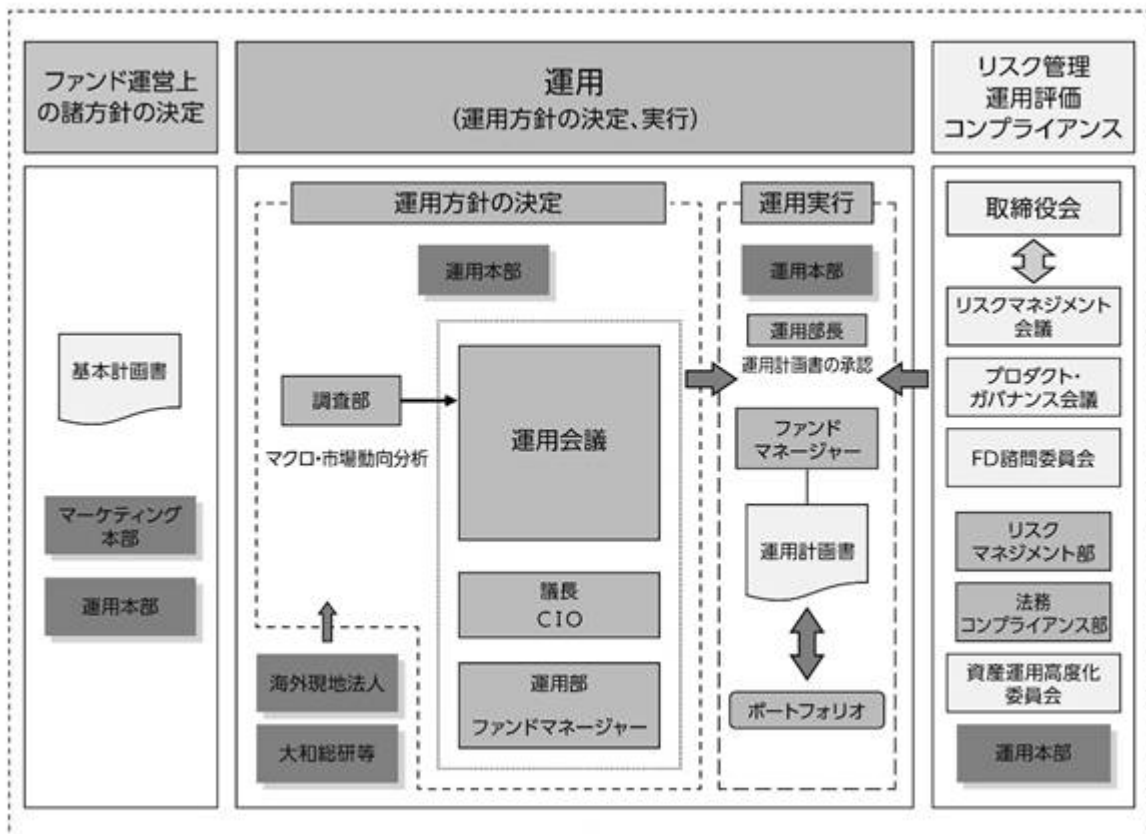 ファンド運営上
の諸方針の決定
運用
(運用方針の決定、実行)
リスク管理
運用評価
コンプライアンス
基本計画書
マーケティング
本部
運用本部
運用方針の決定
運用本部
調査部
マクロ・市場動向分析
運用会議
議長
CIO
運用部
ファンドマネージャー
海外現地法人
大和総研等
運用実行
運用本部
運用部長
運用計画書の承認
ファンド
マネージャー
運用計画書
ポートフォリオ
取締役会
リスクマネジメント
会議
プロダクト・
ガバナンス会議
FD諮問委員会
リスク
マネジメント部
法務
コンプライアンス部
資産運用高度化
委員会
運用本部